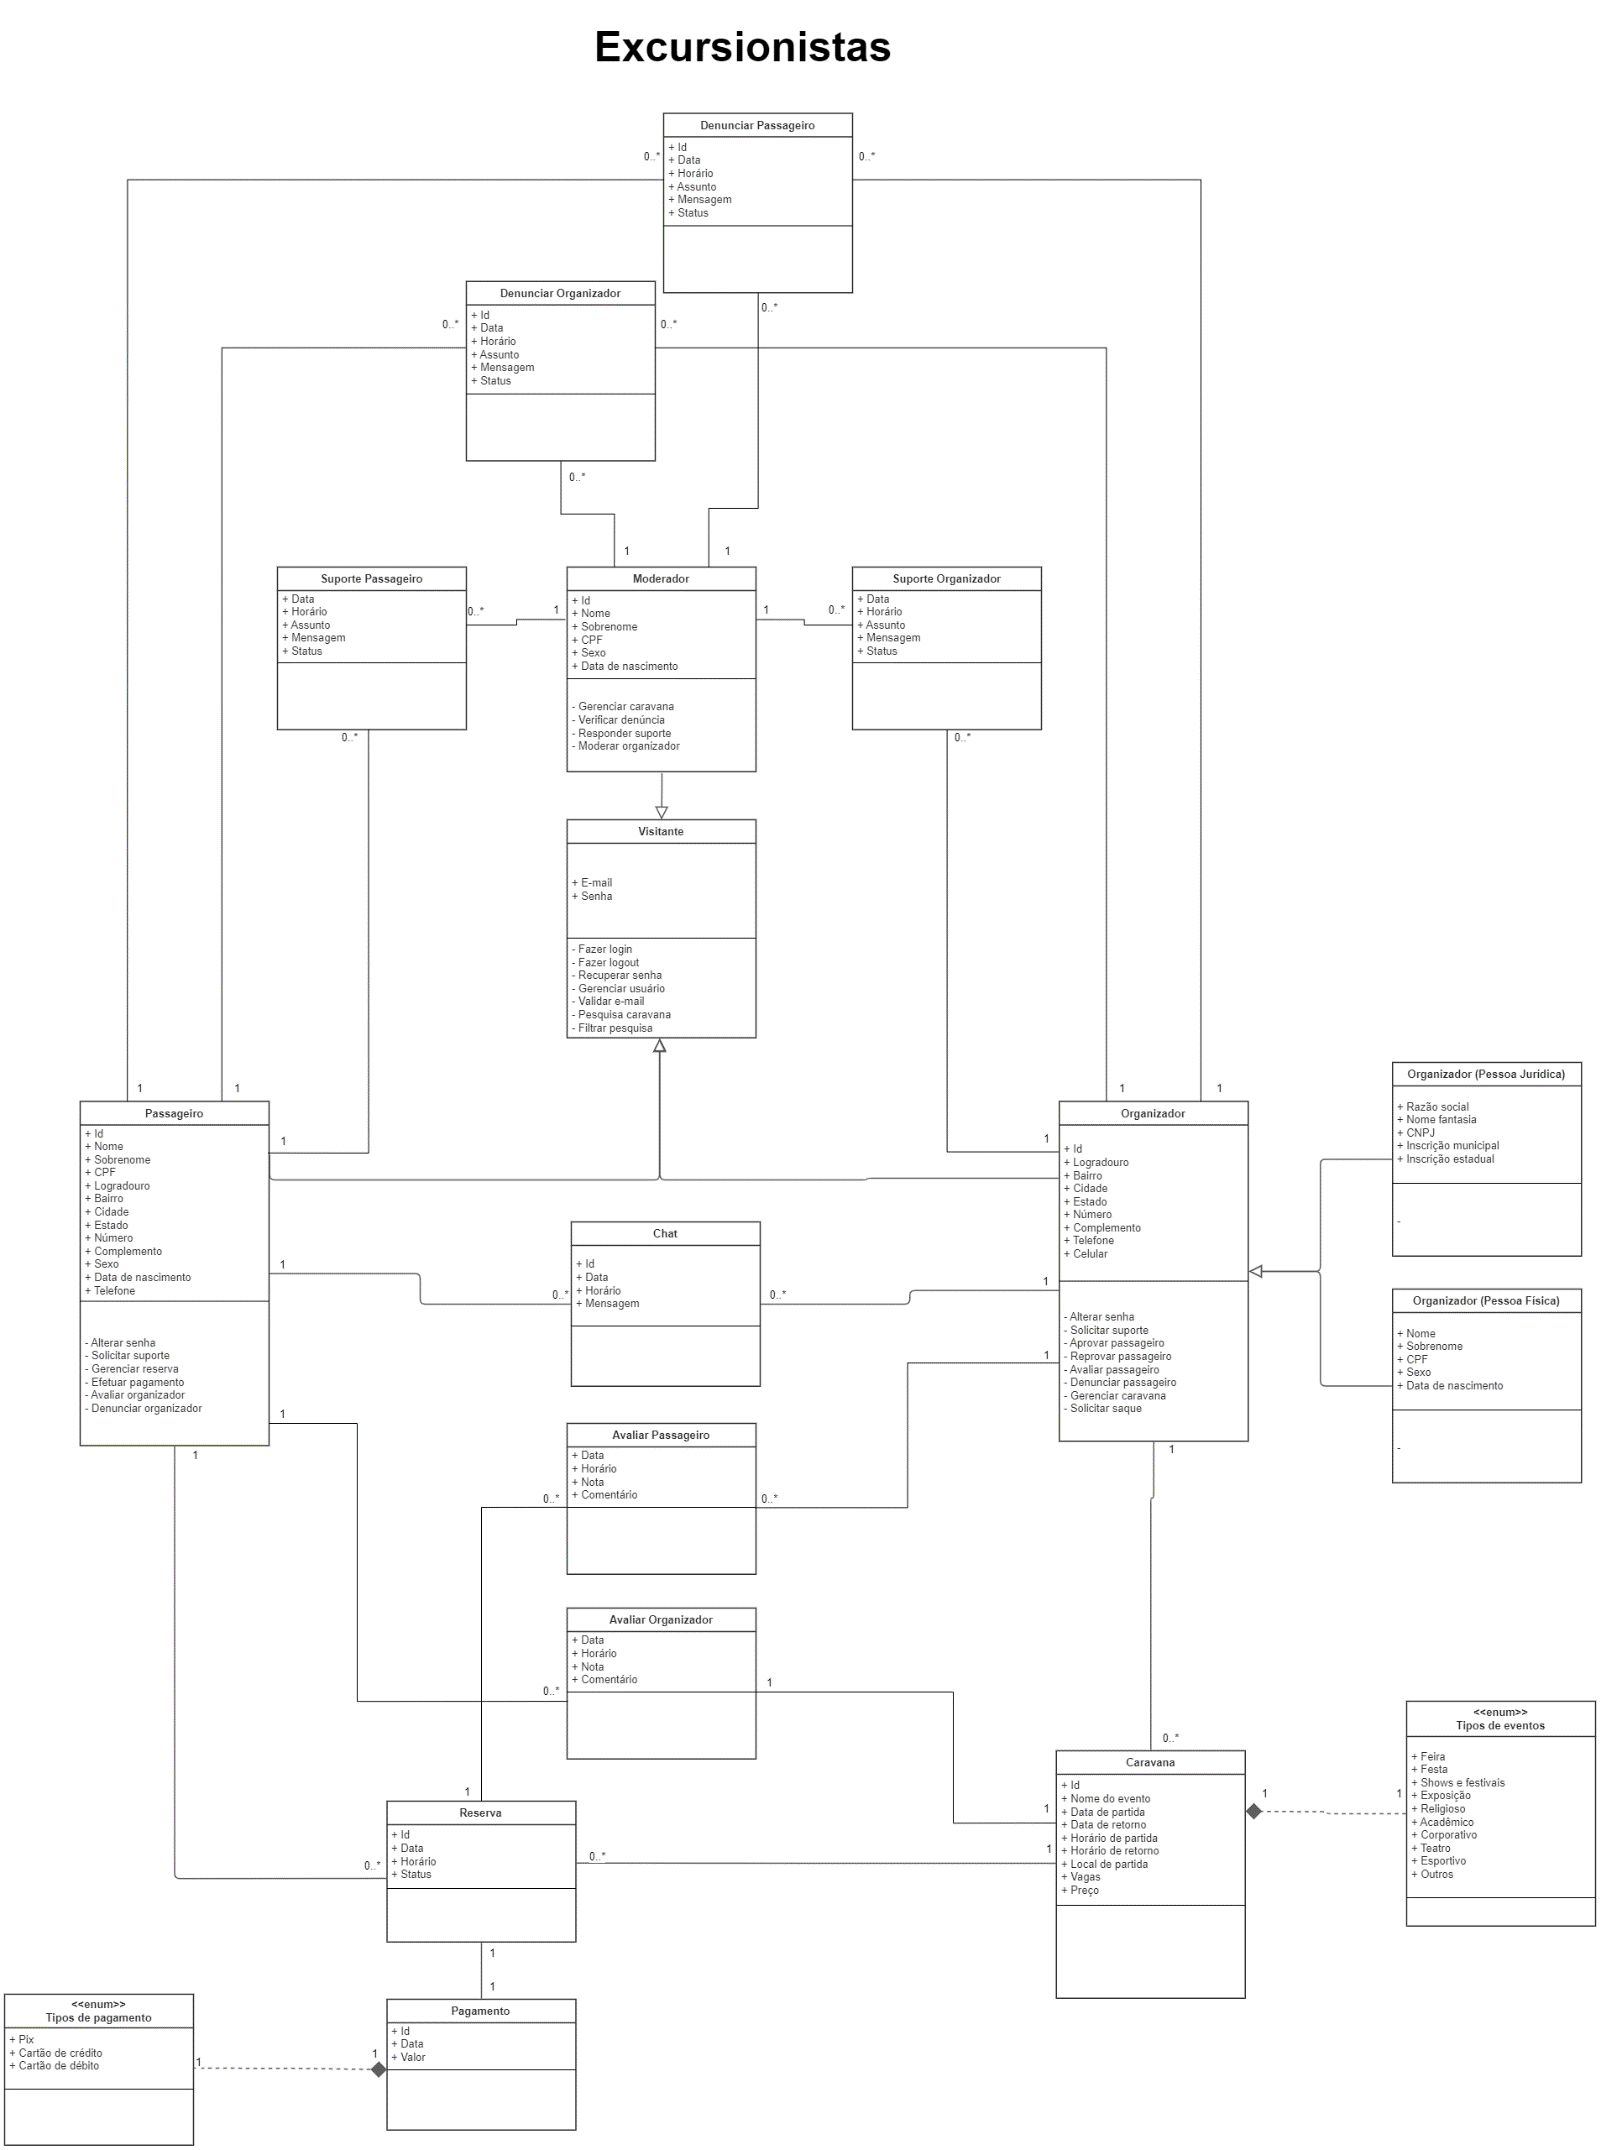 Excursionistas
Denunciar Passageiro
0..*
0..*
+ Id
+ Data
+ Horário
+ Assunto
+ Mensagem
+ Status
0..*
Denunciar Organizador
0..*
0..*
+ Id
+ Data
+ Horário
+ Assunto
+ Mensagem
+ Status
0..*
1
1
Suporte Passageiro
+ Data
+ Horário
+ Assunto
+ Mensagem
+ Status
0..*
1
0..*
Moderador
+ Id
+ Nome
+ Sobrenome
+ CPF
+ Sexo
+ Data de nascimento
- Gerenciar caravana
- Verificar denúncia
- Responder suporte
- Moderar organizador
1
0..*
Suporte Organizador
+ Data
+ Horário
+ Assunto
+ Mensagem
+ Status
0..*
Visitante
+ E-mail
+ Senha
- Fazer login
- Fazer logout
- Recuperar senha
- Gerenciar usuário
- Validar e-mail
- Pesquisa caravana
- Filtrar pesquisa
1
1
1
1
Passageiro
+ Id
+ Nome
+ Sobrenome
+ CPF
+ Logradouro
+ Bairro
+ Cidade
+ Estado
+ Número
+ Complemento
+ Sexo
+ Data de nascimento
+ Telefone
- Alterar senha
- Solicitar suporte
- Gerenciar reserva
- Efetuar pagamento
- Avaliar organizador
- Denunciar organizador
1
1
1
1
Chat
+ Id
+ Data
+ Horário
+ Mensagem
0..*
0..*
Organizador
+ Id
+ Logradouro
+ Bairro
+ Cidade
+ Estado
+ Número
+ Complemento
+ Telefone
+ Celular
- Alterar senha
- Solicitar suporte
- Aprovar passageiro
- Reprovar passageiro
- Avaliar passageiro
- Denunciar passageiro
- Gerenciar caravana
- Solicitar saque
1
1
1
1
Organizador (Pessoa Juridica)
+ Razão social
+ Nome fantasia
+ CNPJ
+ Inscrição municipal
+ Inscrição estadual
-
Organizador (Pessoa Física)
+ Nome
+ Sobrenome
+ CPF
+ Sexo
+ Data de nascimento
-
Avaliar Passageiro
+ Data
+ Horário
+ Nota
+ Comentário
0..*
0..*
Avaliar Organizador
+ Data
+ Horário
+ Nota
+ Comentário
0..*
1
0..*
Caravana
+ Id
+ Nome do evento
+ Data de partida
+ Data de retorno
+ Horário de partida
+ Horário de retorno
+ Local de partida
+ Vagas
+ Preço
1
1
1
1
<<enum>>
Tipos de eventos
+ Feira
+ Festa
+ Shows e festivais
+ Exposição
+ Religioso
+ Acadêmico
+ Corporativo
+ Teatro
+ Esportivo
+ Outros
1
Reserva
+ Id
+ Data
+ Horário
+ Status
0..*
0..*
1
1
Pagamento
+ Id
+ Data
+ Valor
1
1
<<enum>>
Tipos de pagamento
+ Pix
+ Cartão de crédito
+ Cartão de débito